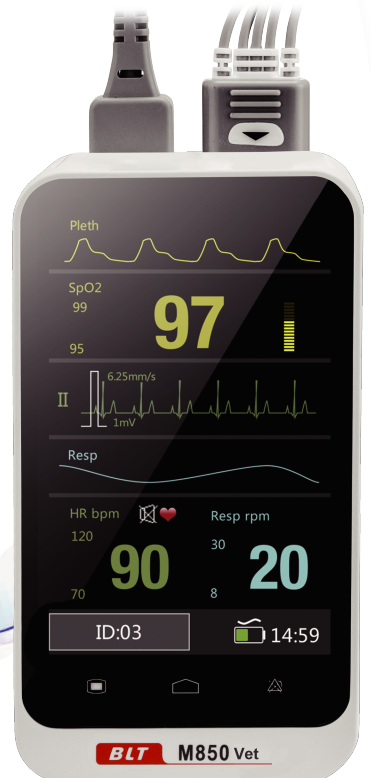 Pleth
SpO2
99
97
95
II
6.25mm/s
1mV
Resp
HR bpm
120
90
70
Resp rpm
30
20
8
ID:03
14:59
BLT M850 Vet